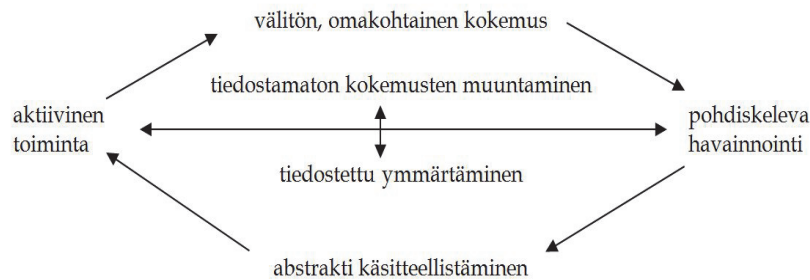 välitön, omakohtainen kokemus
tiedostamaton kokemusten muuntaminen
aktiivinen
toiminta
pohdiskeleva
havainnointi
tiedostettu ymmärtäminen
abstrakti käsitteellistäminen